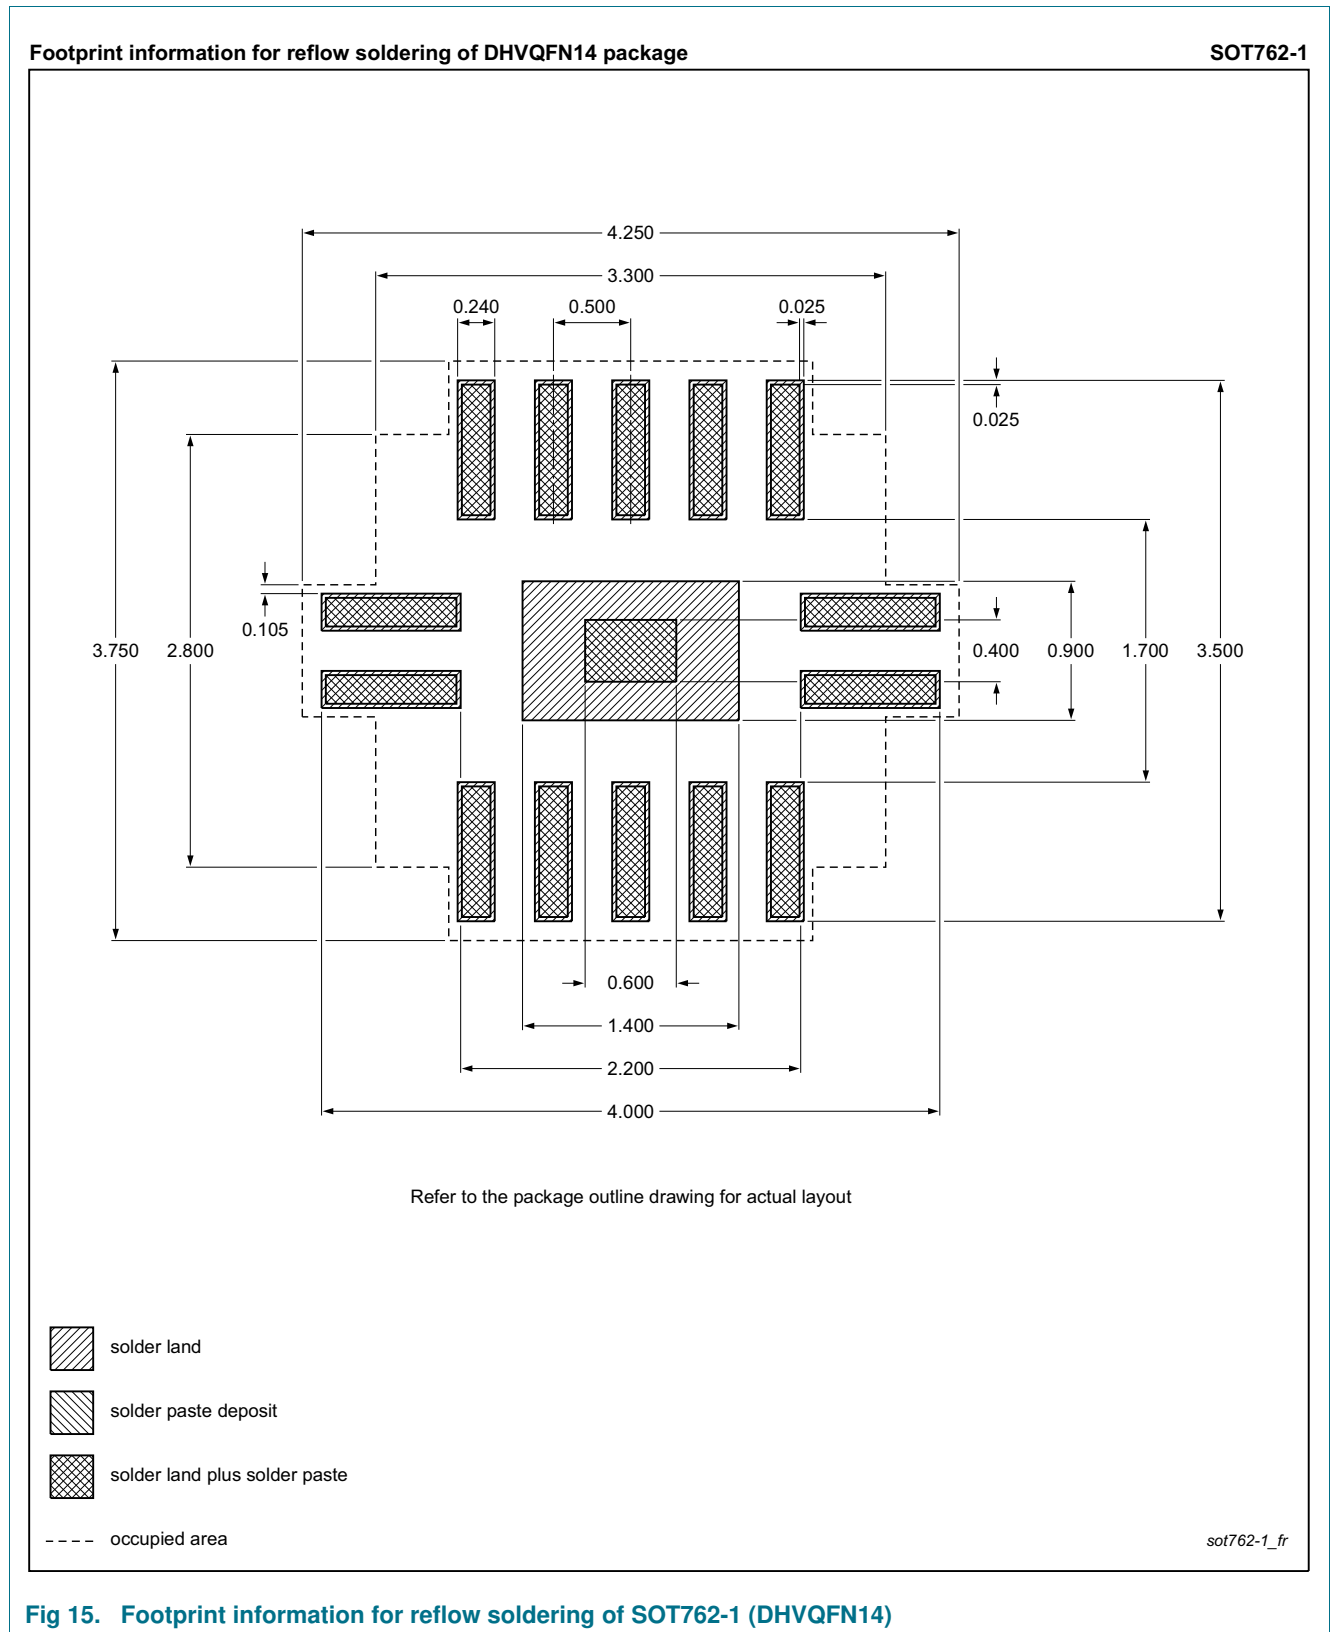 Footprint information for reflow soldering of DHVQFN14 package SOT762-1
4.250
3.300
0.240 0.500 0.025
0.025
0.105
3.750 2.800 0.400 0.900 1.700 3.500
0.600
1.400
2.200
4.000
Refer to the package outline drawing for actual layout
solder land
solder paste deposit
solder land plus solder paste
occupied area sot762-1_fr
Fig 15. Footprint information for reflow soldering of SOT762-1 (DHVQFN14)